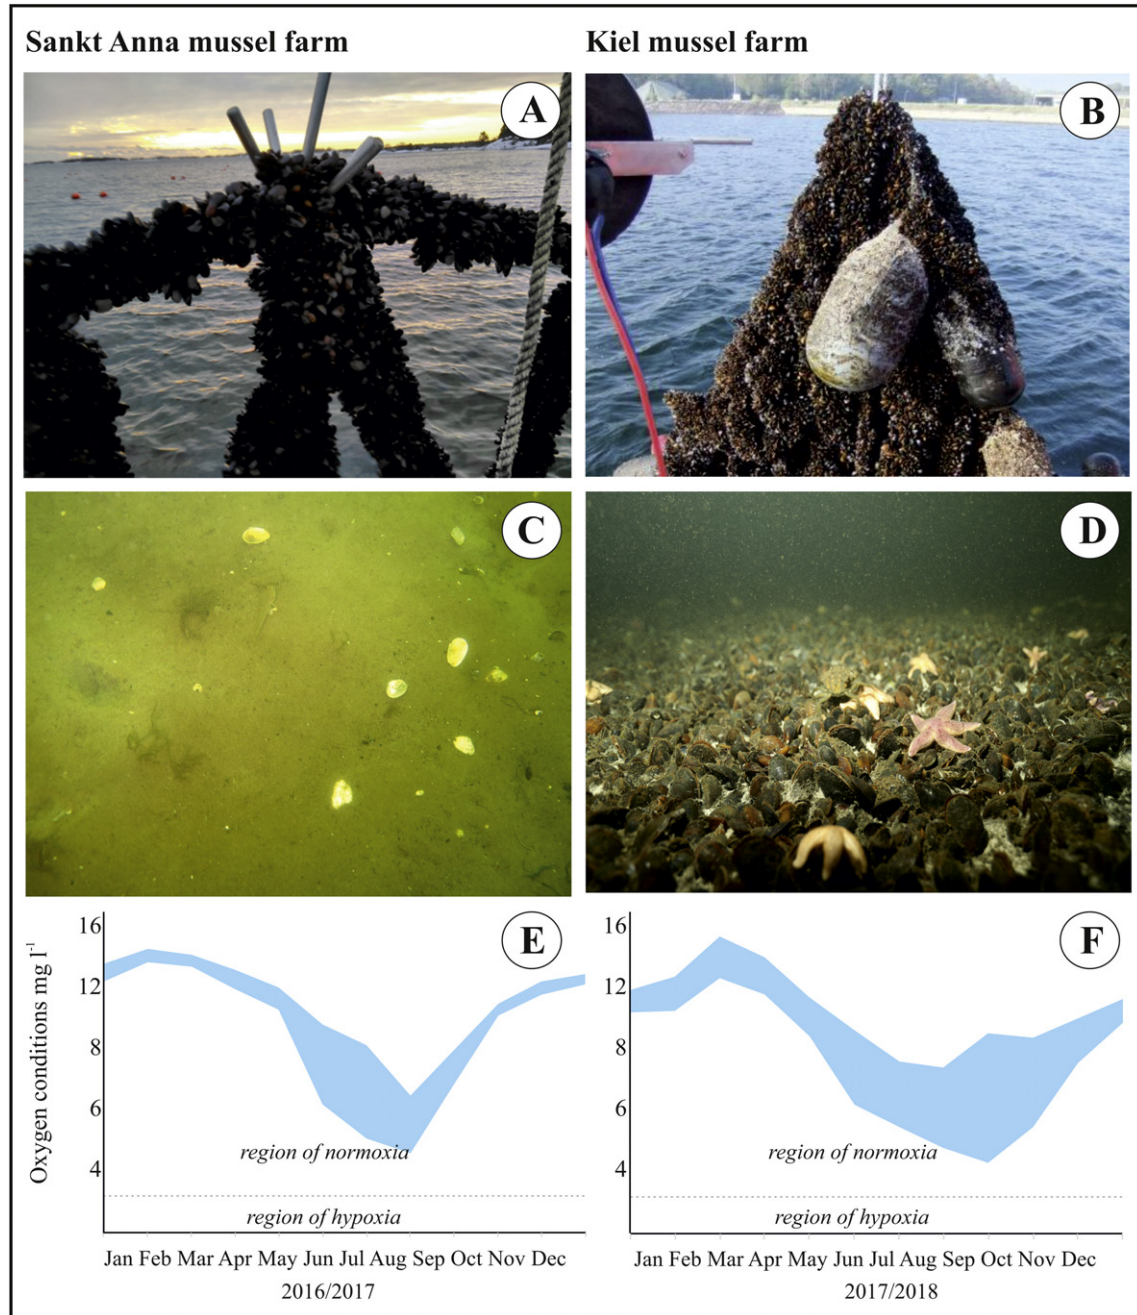 Sankt Anna mussel farm
Kiel mussel farm
A
B
C
D
E
F
Oxygen conditions mg l⁻¹
16
12
8
6
4
region of normoxia
region of hypoxia
Jan Feb Mar Apr May Jun Jul Aug Sep Oct Nov Dec
2016/2017
16
12
8
6
4
region of normoxia
region of hypoxia
Jan Feb Mar Apr May Jun Jul Aug Sep Oct Nov Dec
2017/2018